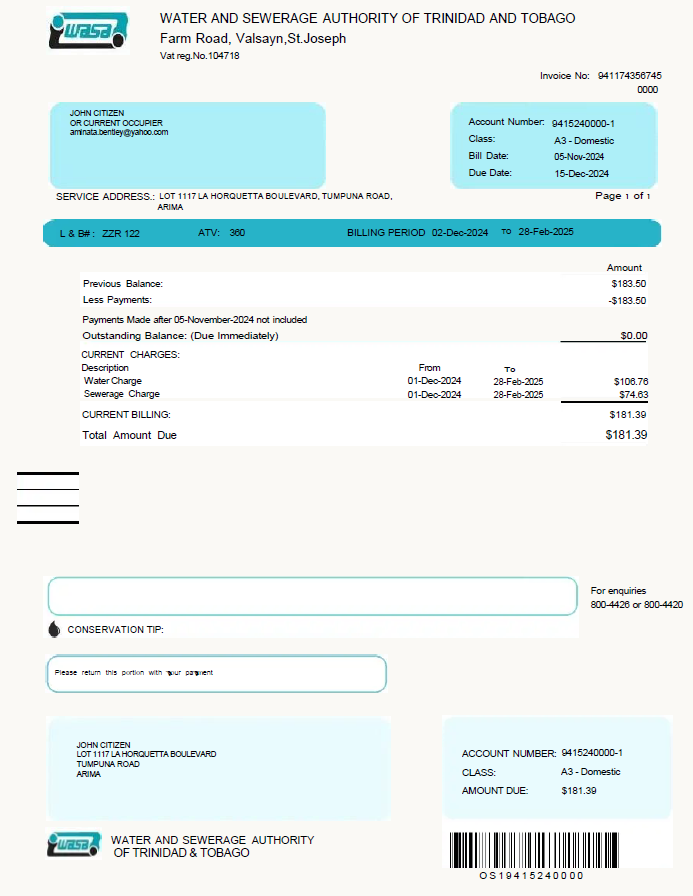 wasa
WATER AND SEWERAGE AUTHORITY OF TRINIDAD AND TOBAGO
Farm Road, Valsayn,St.Joseph
Vat reg.No.104718
Invoice No: 941174356745
0000
JOHN CITIZEN
OR CURRENT OCCUPIER
aminata.bentley@yahoo.com
Account Number: 9415240000-1
Class: A3 - Domestic
Bill Date: 05-Nov-2024
Due Date: 15-Dec-2024
SERVICE ADDRESS.: LOT 1117 LA HORQUETTA BOULEVARD, TUMPUNA ROAD,
ARIMA
Page 1 of 1
L & B# : ZZR 122 ATV: 360 BILLING PERIOD 02-Dec-2024 TO 28-Feb-2025
Amount
Previous Balance: $183.50
Less Payments: -$183.50
Payments Made after 05-November-2024 not included
Outstanding Balance: (Due Immediately) $0.00
CURRENT CHARGES:
Description From To
Water Charge 01-Dec-2024 28-Feb-2025 $106.76
Sewerage Charge 01-Dec-2024 28-Feb-2025 $74.63
CURRENT BILLING: $181.39
Total Amount Due $181.39
For enquiries
800-4426 or 800-4420
CONSERVATION TIP:
Please return this portion with your payment
JOHN CITIZEN
LOT 1117 LA HORQUETTA BOULEVARD
TUMPUNA ROAD
ARIMA
ACCOUNT NUMBER: 9415240000-1
CLASS: A3 - Domestic
AMOUNT DUE: $181.39
wasa
WATER AND SEWERAGE AUTHORITY
OF TRINIDAD & TOBAGO
OS19415240000